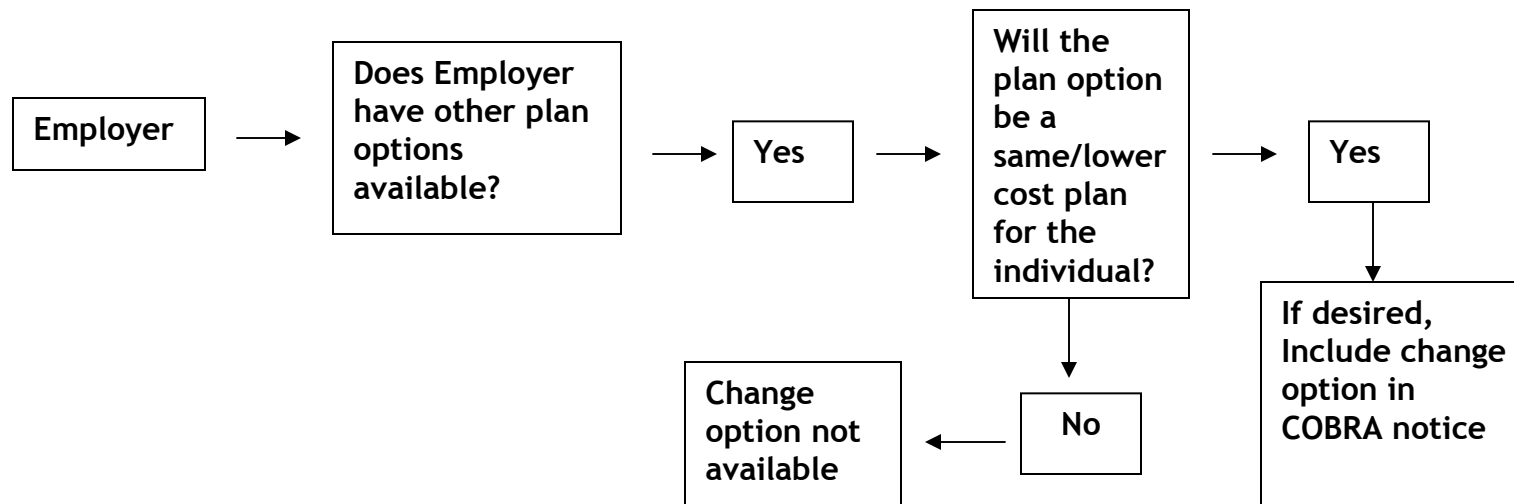 Employer
Does Employer
have other plan
options
available?
Yes
Will the
plan option
be a
same/lower
cost plan
for the
individual?
Yes
If desired,
Include change
option in
COBRA notice
No
Change
option not
available